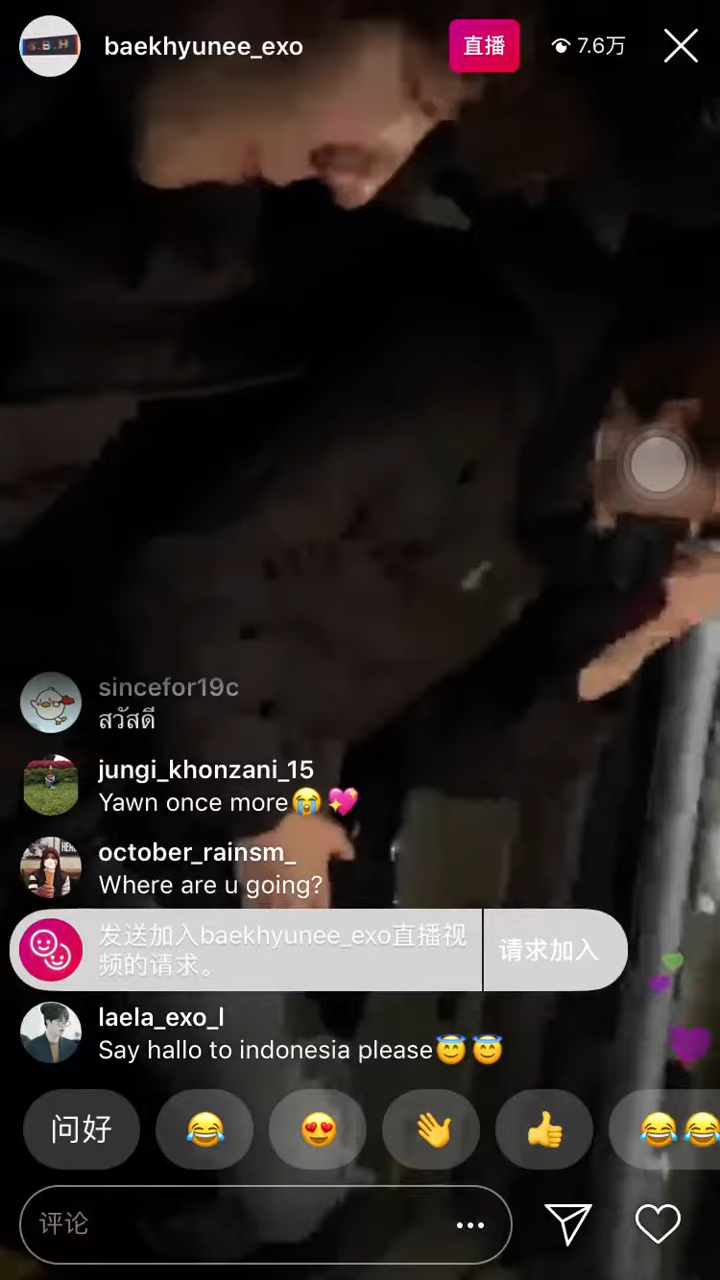 baekhyunee_exo
直播
7.6万
sincefor19c
สวัสดี
jungi_khonzani_15
Yawn once more😭💖
october_rainsm_
Where are u going?
发送加入baekhyunee_exo直播视
频的请求。
请求加入
laela_exo_l
Say hallo to indonesia please😇😇
问好
😂
😍
👋
👍
😂😂
评论